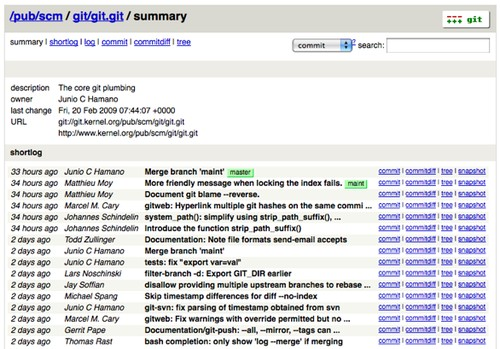 /pub/scm / git/git.git / summary
git
summary | shortlog | log | commit | commitdiff | tree
commit ? search:
description The core git plumbing
owner Junio C Hamano
last change Fri, 20 Feb 2009 07:44:07 +0000
URL git://git.kernel.org/pub/scm/git/git.git
http://www.kernel.org/pub/scm/git/git.git
shortlog
33 hours ago Junio C Hamano Merge branch 'maint' master commit | commitdiff | tree | snapshot
34 hours ago Matthieu Moy More friendly message when locking the index fails. maint commit | commitdiff | tree | snapshot
34 hours ago Matthieu Moy Document git blame --reverse. commit | commitdiff | tree | snapshot
34 hours ago Marcel M. Cary gitweb: Hyperlink multiple git hashes on the same commi ... commit | commitdiff | tree | snapshot
34 hours ago Johannes Schindelin system_path(): simplify using strip_path_suffix(), ... commit | commitdiff | tree | snapshot
34 hours ago Johannes Schindelin Introduce the function strip_path_suffix() commit | commitdiff | tree | snapshot
2 days ago Todd Zullinger Documentation: Note file formats send-email accepts commit | commitdiff | tree | snapshot
2 days ago Junio C Hamano Merge branch 'maint' commit | commitdiff | tree | snapshot
2 days ago Junio C Hamano tests: fix "export var=val" commit | commitdiff | tree | snapshot
2 days ago Lars Noschinski filter-branch -d: Export GIT_DIR earlier commit | commitdiff | tree | snapshot
2 days ago Jay Soffian disallow providing multiple upstream branches to rebase ... commit | commitdiff | tree | snapshot
2 days ago Michael Spang Skip timestamp differences for diff --no-index commit | commitdiff | tree | snapshot
2 days ago Junio C Hamano git-svn: fix parsing of timestamp obtained from svn commit | commitdiff | tree | snapshot
2 days ago Marcel M. Cary gitweb: Fix warnings with override permitted but no ... commit | commitdiff | tree | snapshot
2 days ago Gerrit Pape Documentation/git-push: --all, --mirror, --tags can ... commit | commitdiff | tree | snapshot
2 days ago Thomas Rast bash completion: only show 'log --merge' if merging commit | commitdiff | tree | snapshot